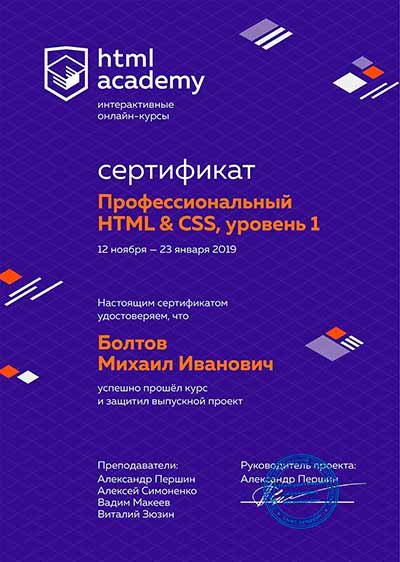 html
academy
интерактивные
онлайн-курсы
сертификат
Профессиональный
HTML & CSS, уровень 1
12 ноября — 23 января 2019
Настоящим сертификатом
удостоверяем, что
Болтов
Михаил Иванович
успешно прошёл курс
и защитил выпускной проект
Преподаватели:
Александр Першин
Алексей Симоненко
Вадим Макеев
Виталий Зюзин
Руководитель проекта:
Александр Першин